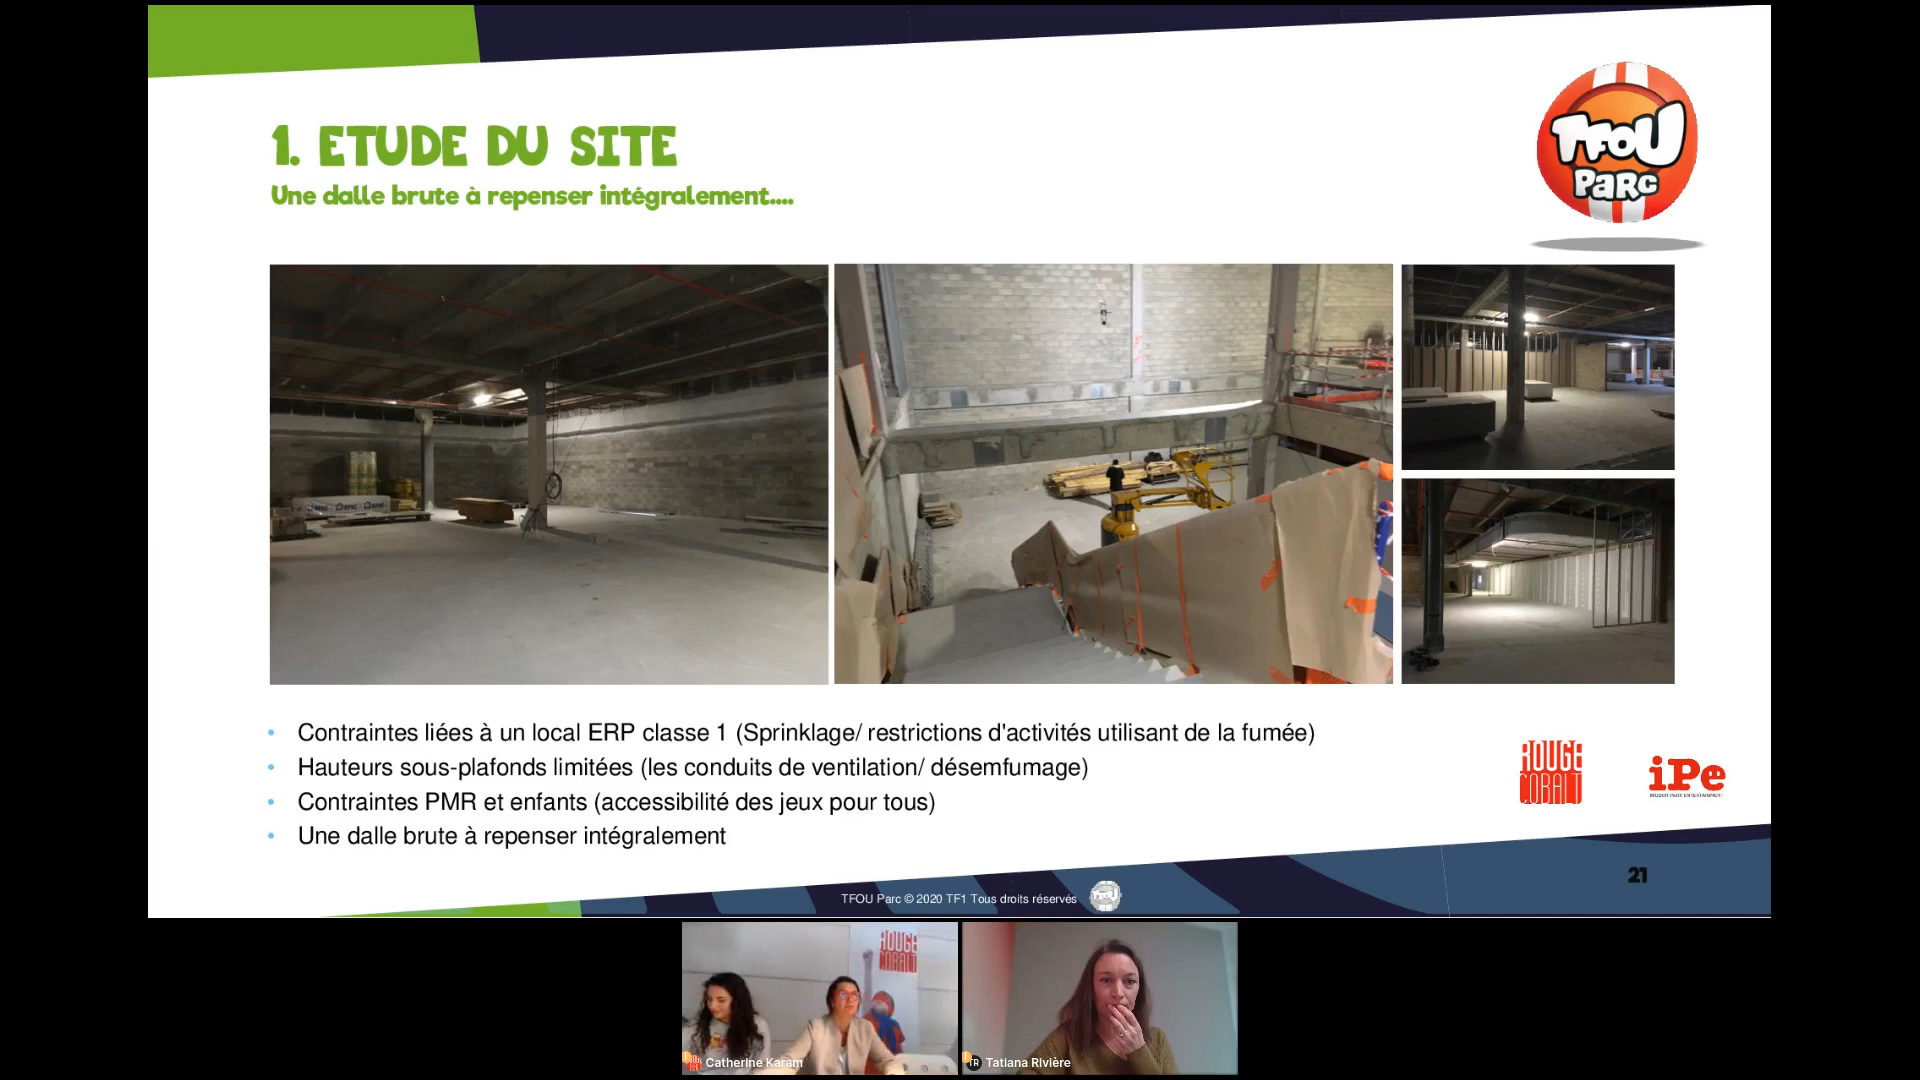 1. ETUDE DU SITE
Une dalle brute à repenser intégralement....
TFOU
PARC
Contraintes liées à un local ERP classe 1 (Sprinklage/ restrictions d'activités utilisant de la fumée)
Hauteurs sous-plafonds limitées (les conduits de ventilation/ désemfumage)
Contraintes PMR et enfants (accessibilité des jeux pour tous)
Une dalle brute à repenser intégralement
ROUGE
COBALT
iPe
21
TFOU Parc © 2020 TF1 Tous droits réservés
ROUGE
COBALT
Catherine Karam
TR
Tatiana Rivière